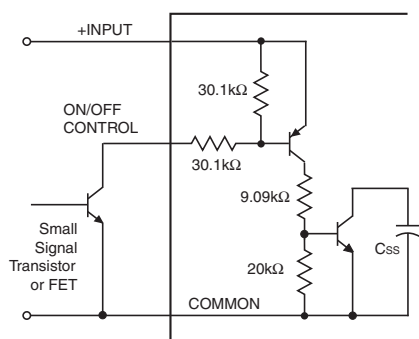 +INPUT
30.1kΩ
ON/OFF
CONTROL
30.1kΩ
9.09kΩ
Small
Signal
Transistor
or FET
CSS
20kΩ
COMMON